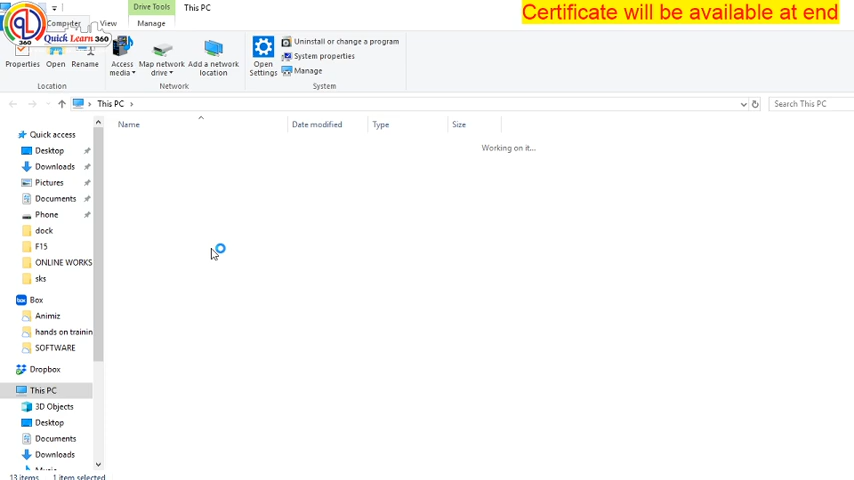 Certificate will be available at end
Drive Tools
This PC
Computer
View
Manage
QL
360
Quick Learn 360
Properties
Open
Rename
Access media
Map network drive
Add a network location
Open Settings
Uninstall or change a program
System properties
Manage
Location
Network
System
This PC
Search This PC
Name
Date modified
Type
Size
Working on it...
Quick access
Desktop
Downloads
Pictures
Documents
Phone
dock
F15
ONLINE WORKS
sks
Box
Animiz
hands on trainin
SOFTWARE
Dropbox
This PC
3D Objects
Desktop
Documents
Downloads
Music
13 items
1 item selected